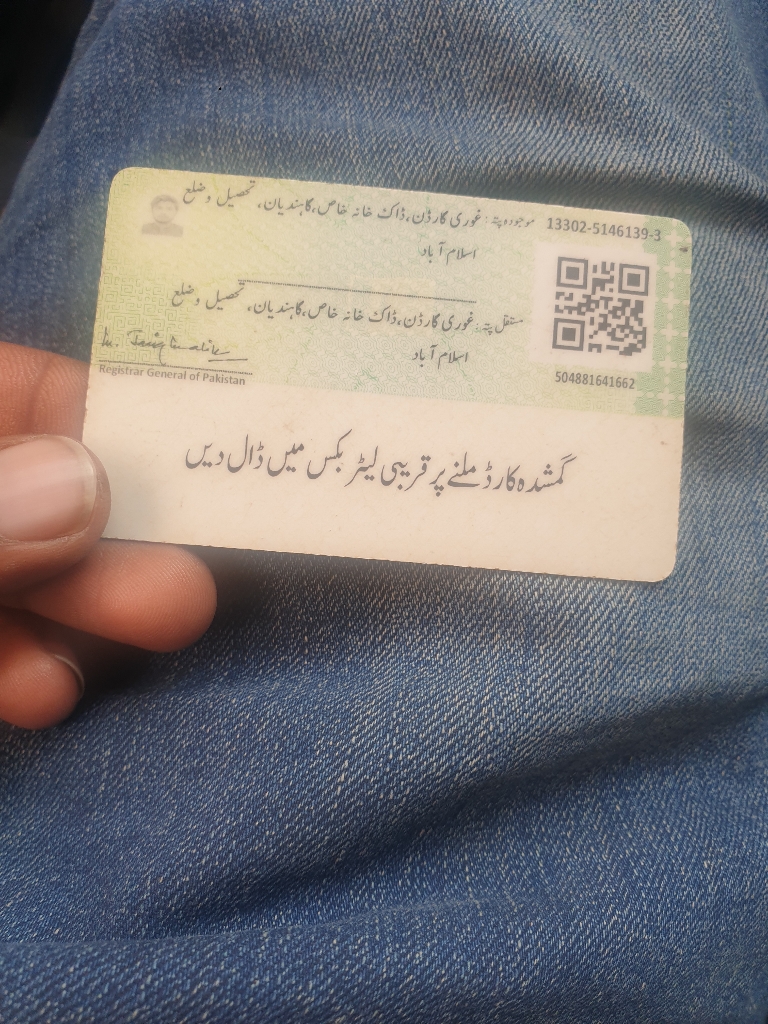 13302-5146139-3
موجودہ پتہ: غوری گارڈن، ڈاک خانہ خاص، گاہندیاں، تحصیل و ضلع
اسلام آباد
مستقل پتہ: غوری گارڈن، ڈاک خانہ خاص، گاہندیاں، تحصیل و ضلع
اسلام آباد
504881641662
Registrar General of Pakistan
گمشدہ کارڈ ملنے پر قریبی لیٹر بکس میں ڈال دیں